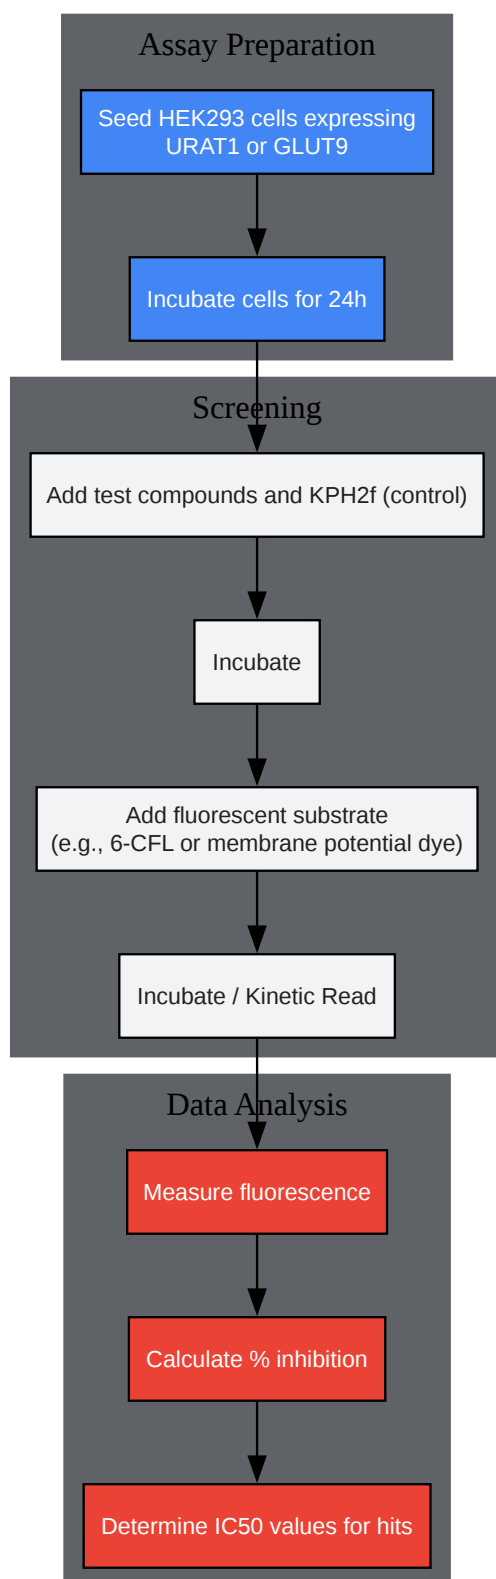 Assay Preparation
Seed HEK293 cells expressing
URAT1 or GLUT9
Incubate cells for 24h
Screening
Add test compounds and KPH2f (control)
Incubate
Add fluorescent substrate
(e.g., 6-CFL or membrane potential dye)
Incubate / Kinetic Read
Data Analysis
Measure fluorescence
Calculate % inhibition
Determine IC50 values for hits